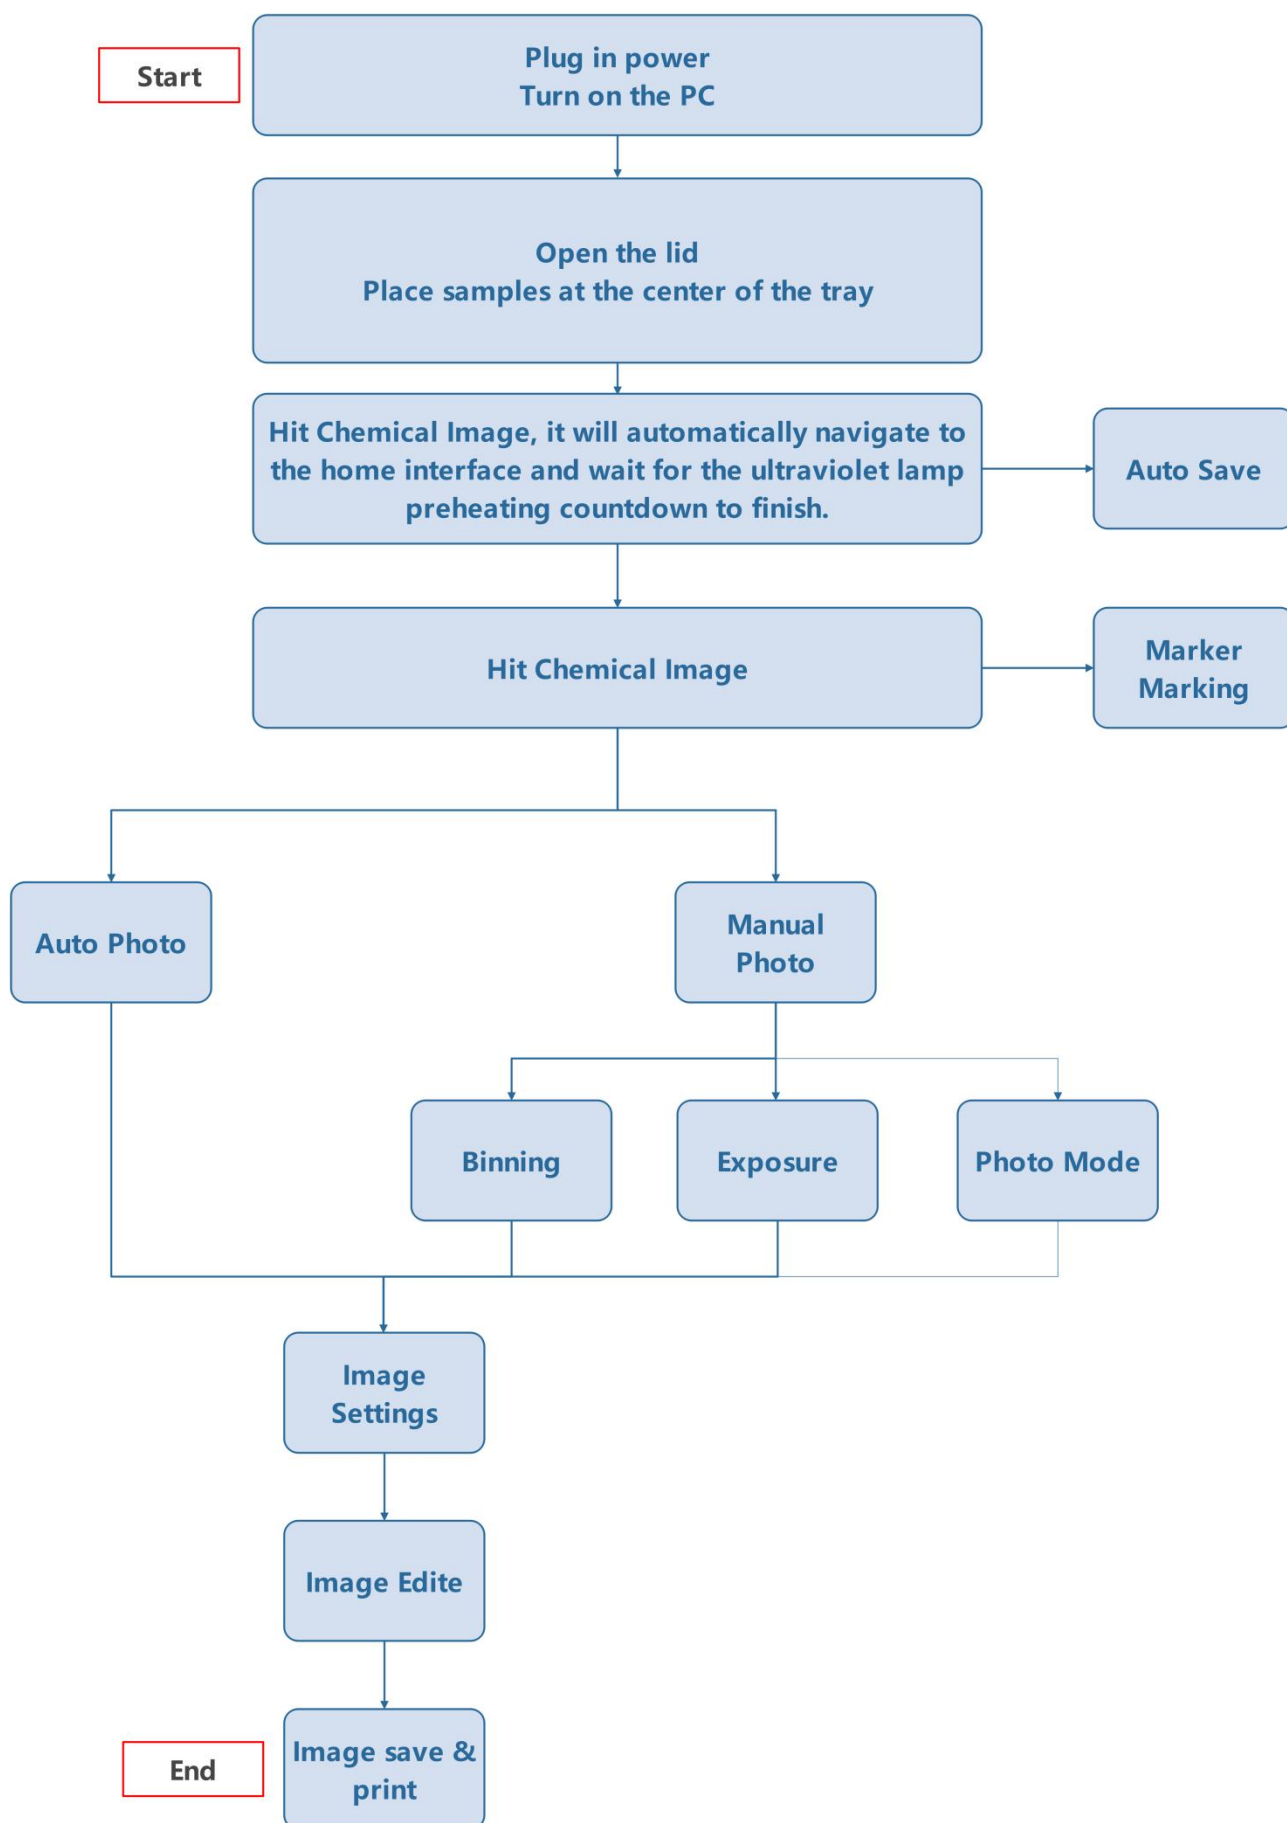 Start
Plug in power
Turn on the PC
Open the lid
Place samples at the center of the tray
Hit Chemical Image, it will automatically navigate to
the home interface and wait for the ultraviolet lamp
preheating countdown to finish.
Auto Save
Hit Chemical Image
Marker
Marking
Auto Photo
Manual
Photo
Binning
Exposure
Photo Mode
Image
Settings
Image Edite
End
Image save &
print